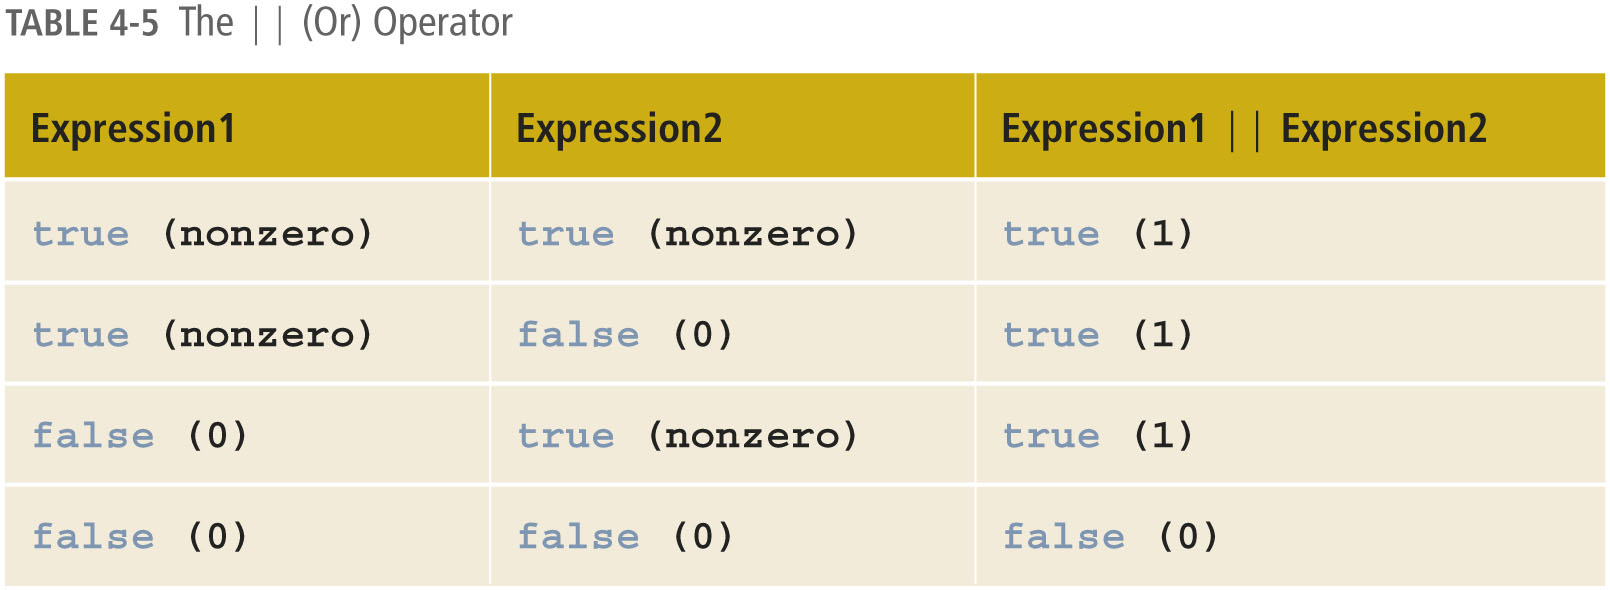 TABLE 4-5 The || (Or) Operator
Expression1 Expression2 Expression1 || Expression2
true (nonzero) true (nonzero) true (1)
true (nonzero) false (0) true (1)
false (0) true (nonzero) true (1)
false (0) false (0) false (0)